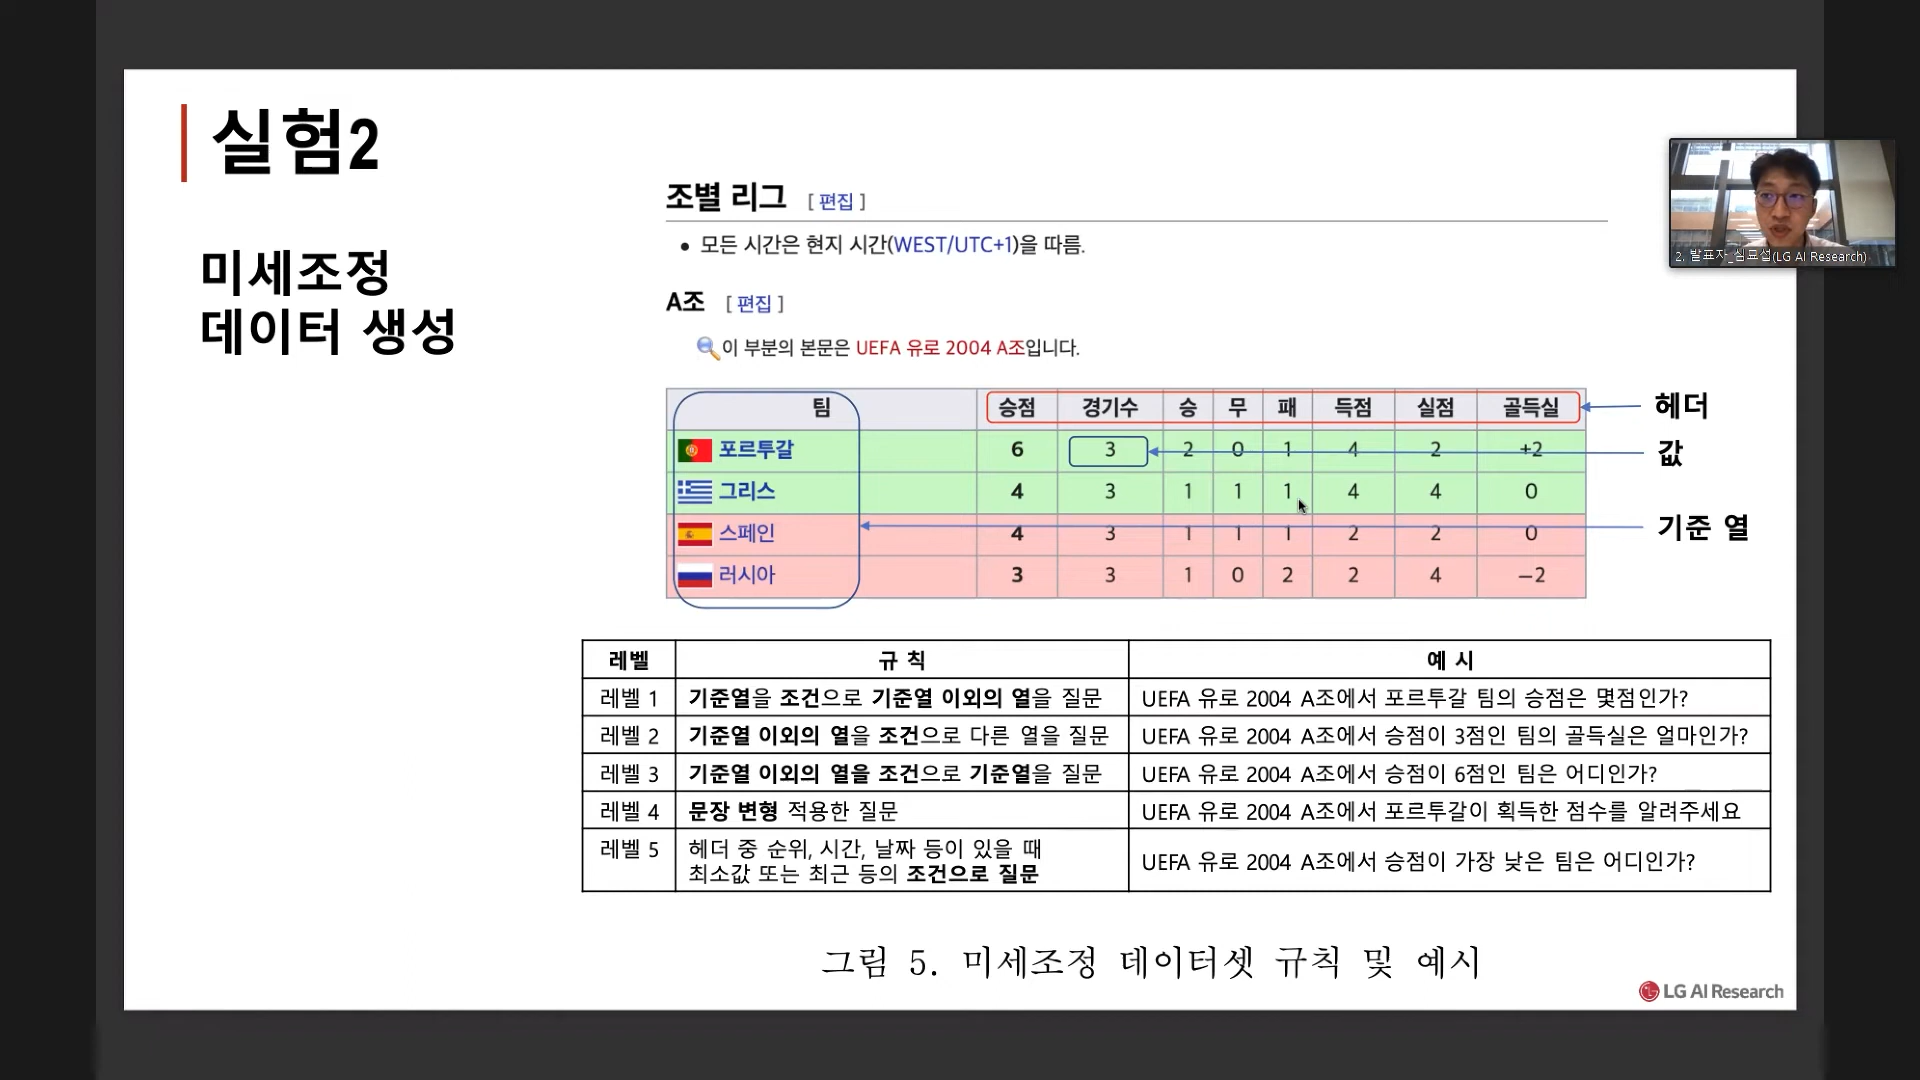 실험2
미세조정
데이터 생성
조별 리그 [ 편집 ]
모든 시간은 현지 시간(WEST/UTC+1)을 따름.
A조 [ 편집 ]
이 부분의 본문은 UEFA 유로 2004 A조입니다.
팀 승점 경기수 승 무 패 득점 실점 골득실
포르투갈 6 3 2 0 1 4 2 +2
그리스 4 3 1 1 1 4 4 0
스페인 4 3 1 1 1 2 2 0
러시아 3 3 1 0 2 2 4 −2
헤더
값
기준 열
레벨 규 칙 예 시
레벨 1 기준열을 조건으로 기준열 이외의 열을 질문 UEFA 유로 2004 A조에서 포르투갈 팀의 승점은 몇점인가?
레벨 2 기준열 이외의 열을 조건으로 다른 열을 질문 UEFA 유로 2004 A조에서 승점이 3점인 팀의 골득실은 얼마인가?
레벨 3 기준열 이외의 열을 조건으로 기준열을 질문 UEFA 유로 2004 A조에서 승점이 6점인 팀은 어디인가?
레벨 4 문장 변형 적용한 질문 UEFA 유로 2004 A조에서 포르투갈이 획득한 점수를 알려주세요
레벨 5 헤더 중 순위, 시간, 날짜 등이 있을 때
최소값 또는 최근 등의 조건으로 질문 UEFA 유로 2004 A조에서 승점이 가장 낮은 팀은 어디인가?
그림 5. 미세조정 데이터셋 규칙 및 예시
LG AI Research
2. 발표자_심묘섭(LG AI Research)